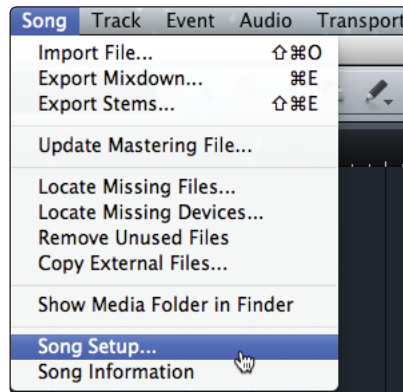 Song Track Event Audio Transport
Import File... ⇧⌘O
Export Mixdown... ⌘E
Export Stems... ⇧⌘E
Update Mastering File...
Locate Missing Files...
Locate Missing Devices...
Remove Unused Files
Copy External Files...
Show Media Folder in Finder
Song Setup...
Song Information